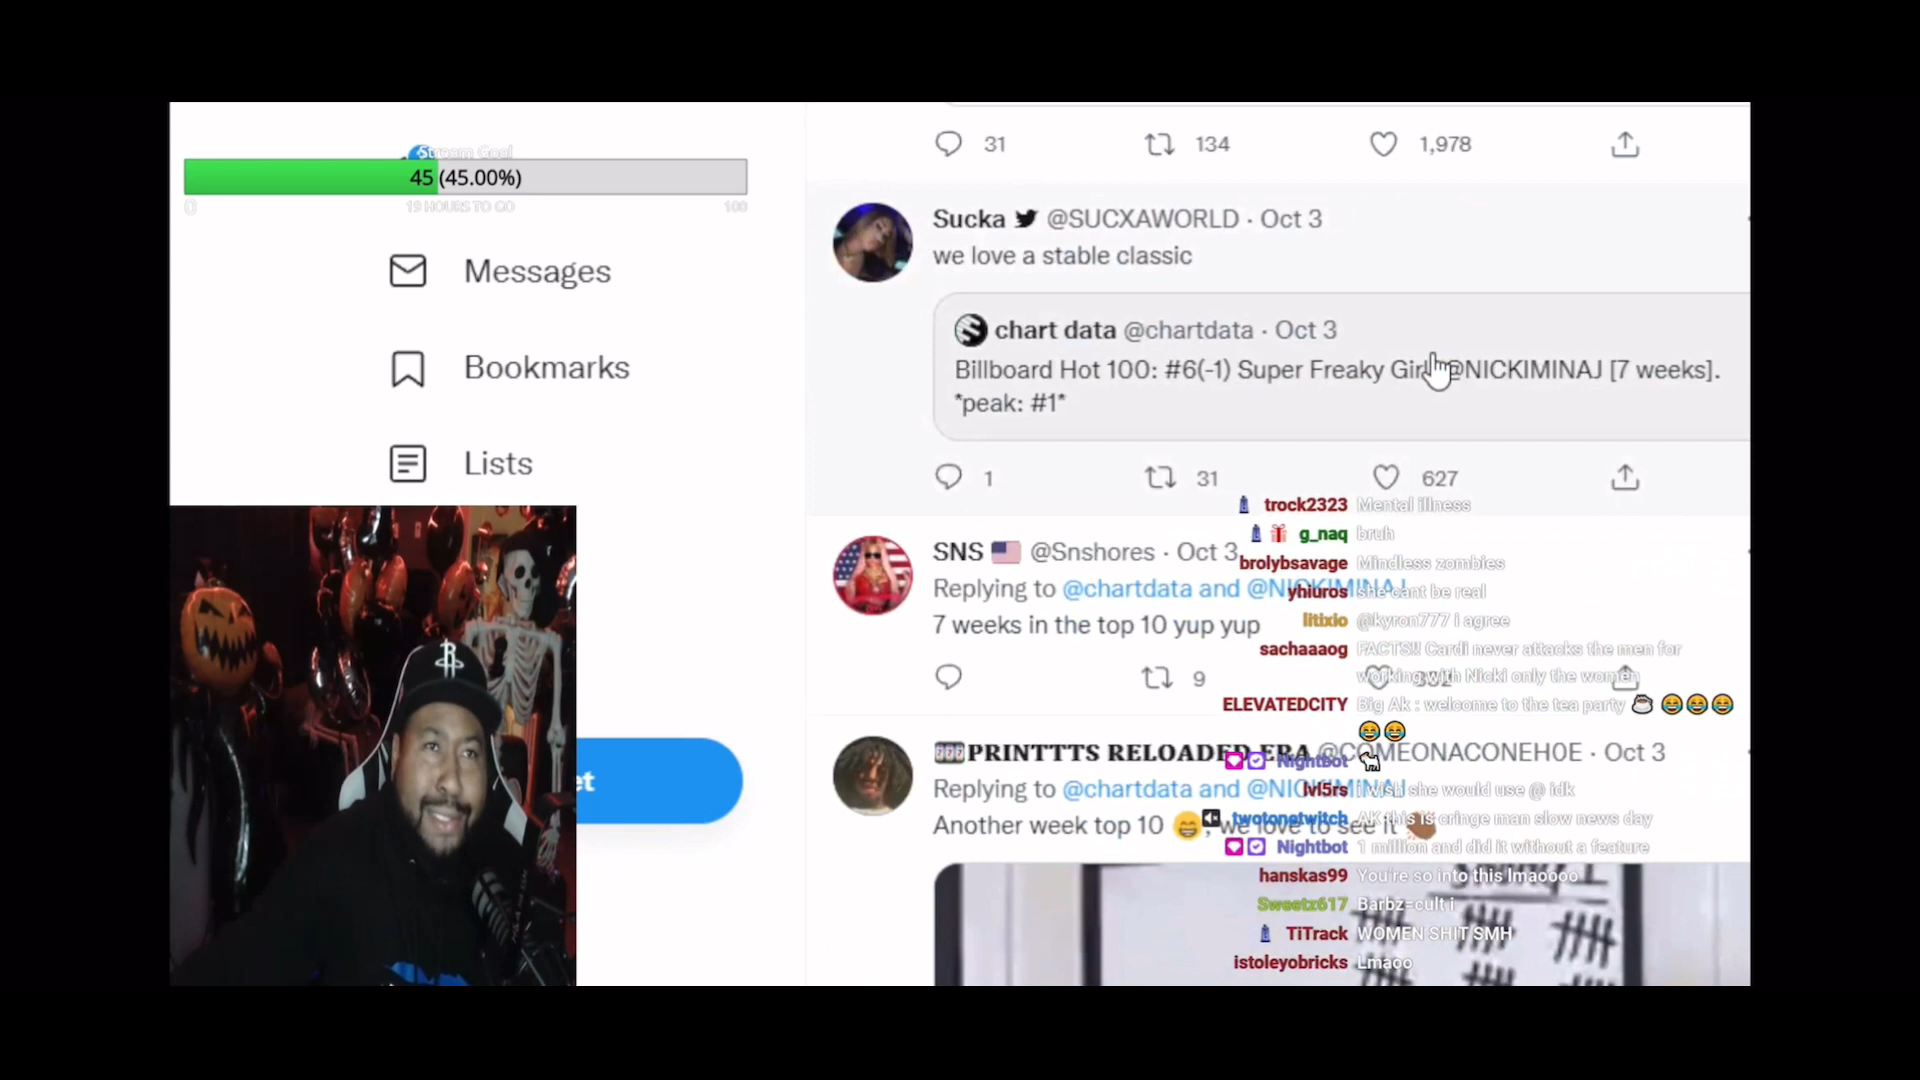 Stream Goal
45 (45.00%)
0
19 HOURS TO GO
100
Messages
Bookmarks
Lists
et
31
134
1,978
Sucka @SUCXAWORLD · Oct 3
we love a stable classic
chart data @chartdata · Oct 3
Billboard Hot 100: #6(-1) Super Freaky Girl @NICKIMINAJ [7 weeks].
*peak: #1*
1
31
627
SNS @Snshores · Oct 3
Replying to @chartdata and @NICKIMINAJ
7 weeks in the top 10 yup yup
9
PRINTTTS RELOADED ERA @COMEONACONEH0E · Oct 3
Replying to @chartdata and @NICKIMINAJ
Another week top 10 😁, we love to see it
trock2323 Mental illness
g_naq bruh
brolybsavage Mindless zombies
yhiuros she cant be real
litixio @kyron777 i agree
sachaaaog FACTS!! Cardi never attacks the men for
working with Nicki only the women
ELEVATEDCITY Big Ak : welcome to the tea party ☕ 😂😂😂
😂😂
Nightbot
lvl5rs i wish she would use @ idk
twotonetwitch AK this is cringe man slow news day
Nightbot 1 million and did it without a feature
hanskas99 You're so into this lmaoooo
Sweetz617 Barbz=cult i
TiTrack WOMEN SHIT SMH
istoleyobricks Lmaoo